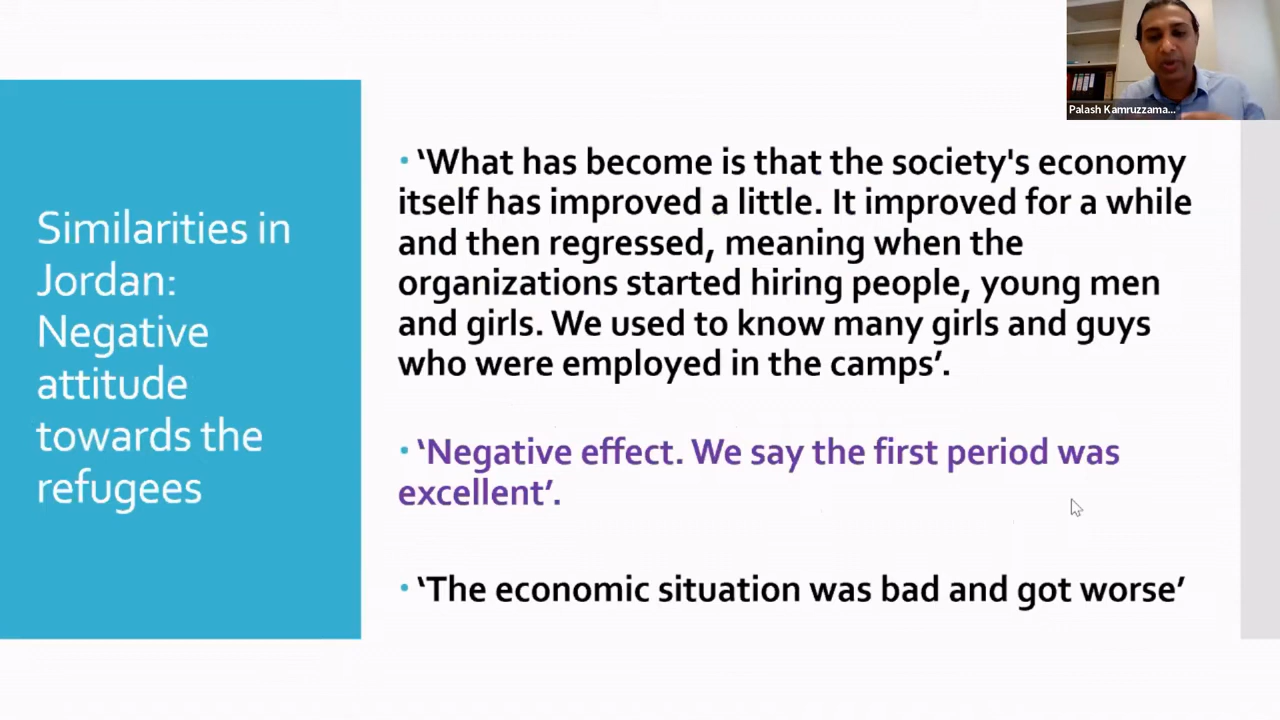 Palash Kamruzzama...
Similarities in
Jordan:
Negative
attitude
towards the
refugees
• ‘What has become is that the society's economy
itself has improved a little. It improved for a while
and then regressed, meaning when the
organizations started hiring people, young men
and girls. We used to know many girls and guys
who were employed in the camps’.
• ‘Negative effect. We say the first period was
excellent’.
• ‘The economic situation was bad and got worse’